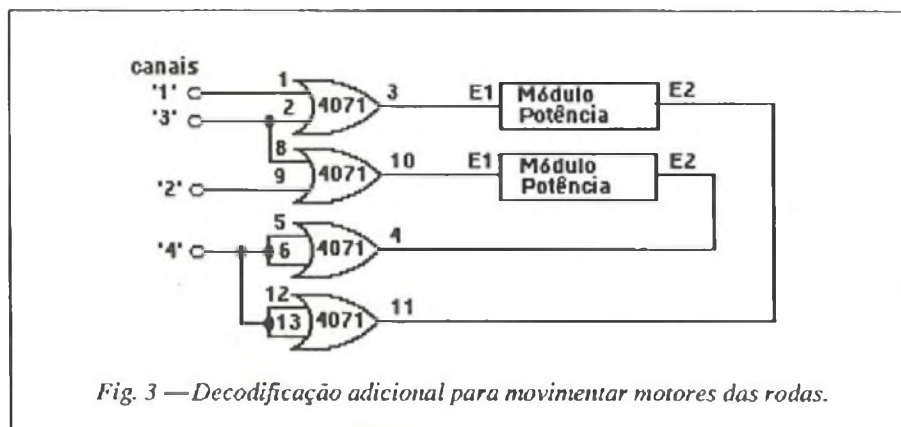 canais
'1' 1 2 4071 3 E1 Módulo Potência E2
'3'
8 9 4071 10 E1 Módulo Potência E2
'2'
'4' 5 6 4071 4
12 13 4071 11
Fig. 3 — Decodificação adicional para movimentar motores das rodas.